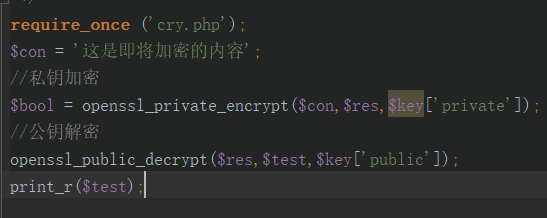 require_once ('cry.php');
$con = '这是即将加密的内容';
//私钥加密
$bool = openssl_private_encrypt($con,$res,$key['private']);
//公钥解密
openssl_public_decrypt($res,$test,$key['public']);
print_r($test);